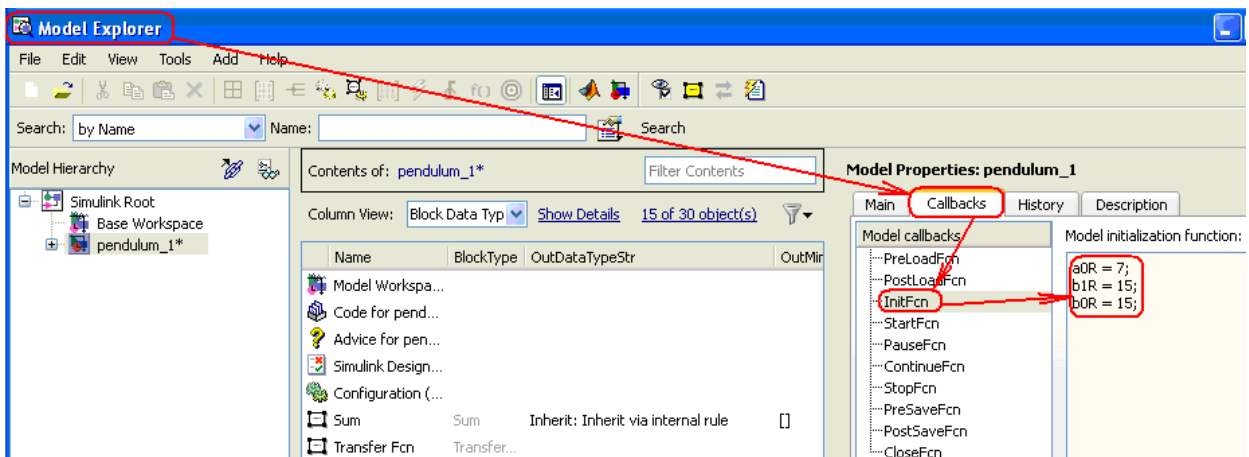 Model Explorer
File Edit View Tools Add Help
Search: by Name Name: Search
Model Hierarchy
Simulink Root
Base Workspace
pendulum_1*
Contents of: pendulum_1* Filter Contents
Column View: Block Data Typ Show Details 15 of 30 object(s)
Name BlockType OutDataTypeStr OutMin
Model Workspa...
Code for pend...
Advice for pen...
Simulink Design...
Configuration (...
Sum Sum Inherit: Inherit via internal rule []
Transfer Fcn Transfer...
Model Properties: pendulum_1
Main Callbacks History Description
Model callbacks
PreLoadFcn
PostLoadFcn
InitFcn
StartFcn
PauseFcn
ContinueFcn
StopFcn
PreSaveFcn
PostSaveFcn
CloseFcn
Model initialization function:
a0R = 7;
b1R = 15;
b0R = 15;